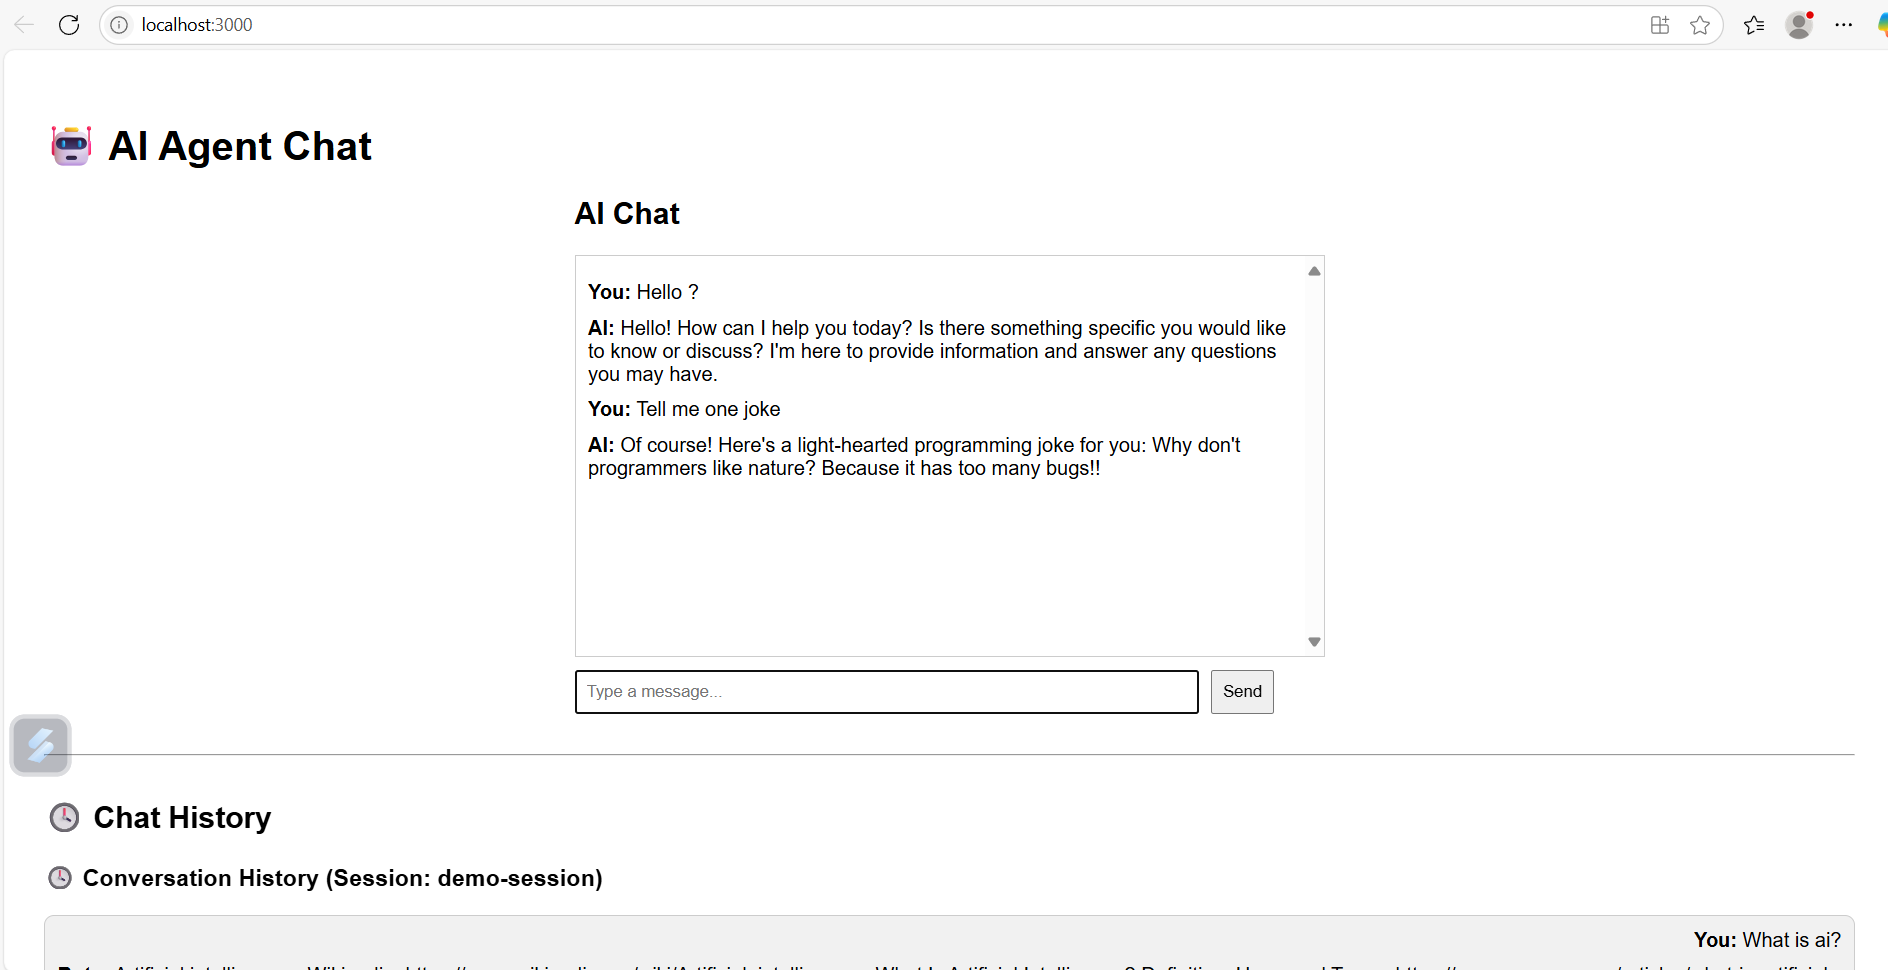 localhost:3000
AI Agent Chat
AI Chat
You: Hello ?
AI: Hello! How can I help you today? Is there something specific you would like
to know or discuss? I'm here to provide information and answer any questions
you may have.
You: Tell me one joke
AI: Of course! Here's a light-hearted programming joke for you: Why don't
programmers like nature? Because it has too many bugs!!
Type a message...
Send
Chat History
Conversation History (Session: demo-session)
You: What is ai?